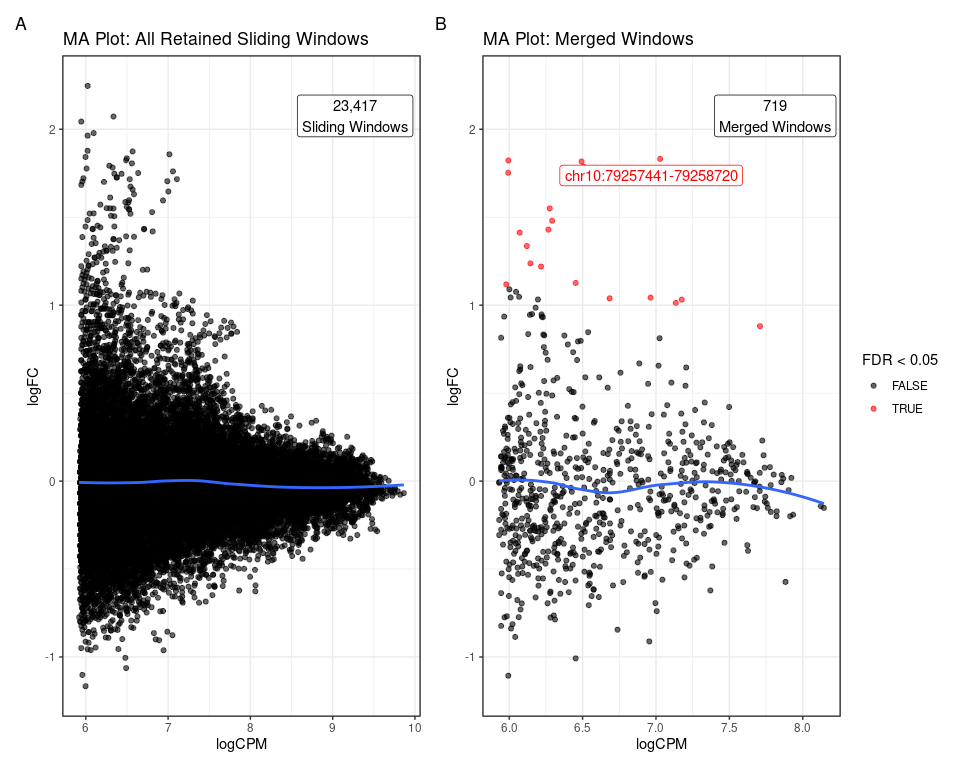 A
MA Plot: All Retained Sliding Windows
23,417
Sliding Windows
logFC
2
1
0
-1
6
7
8
9
10
logCPM
B
MA Plot: Merged Windows
719
Merged Windows
chr10:79257441-79258720
logFC
2
1
0
-1
6.0
6.5
7.0
7.5
8.0
logCPM
FDR < 0.05
FALSE
TRUE